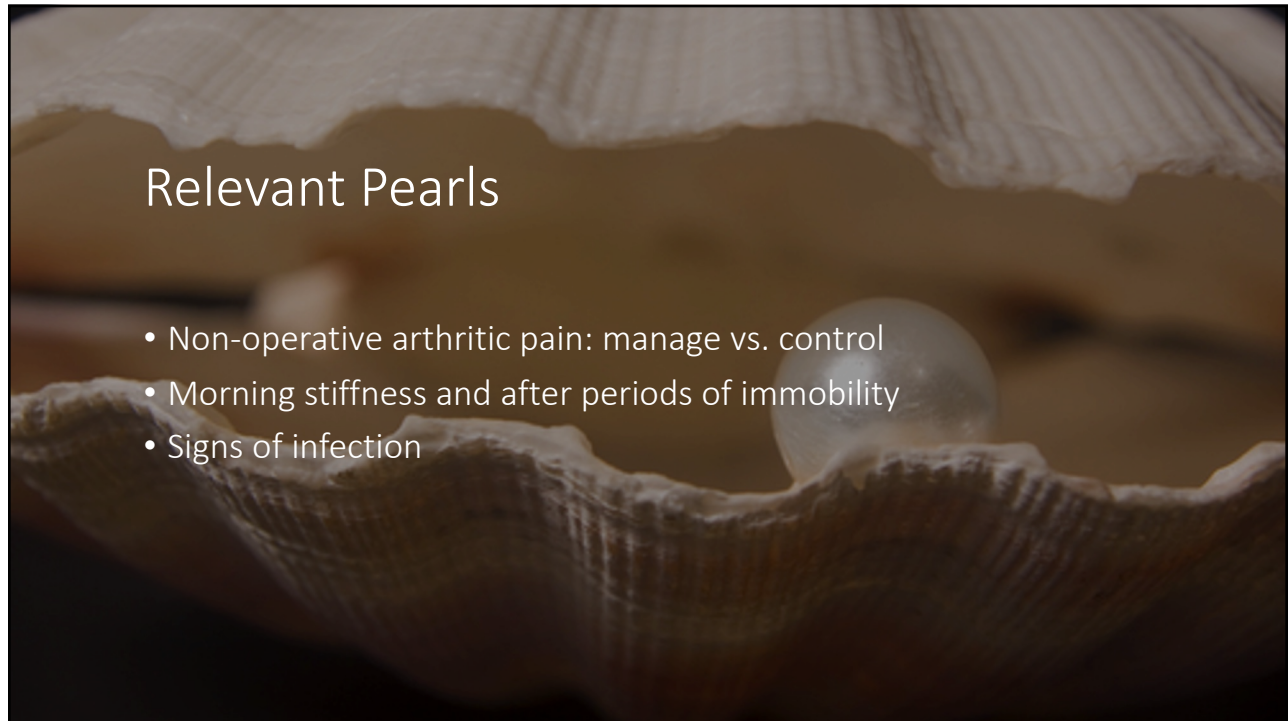 Relevant Pearls
• Non-operative arthritic pain: manage vs. control
• Morning stiffness and after periods of immobility
• Signs of infection